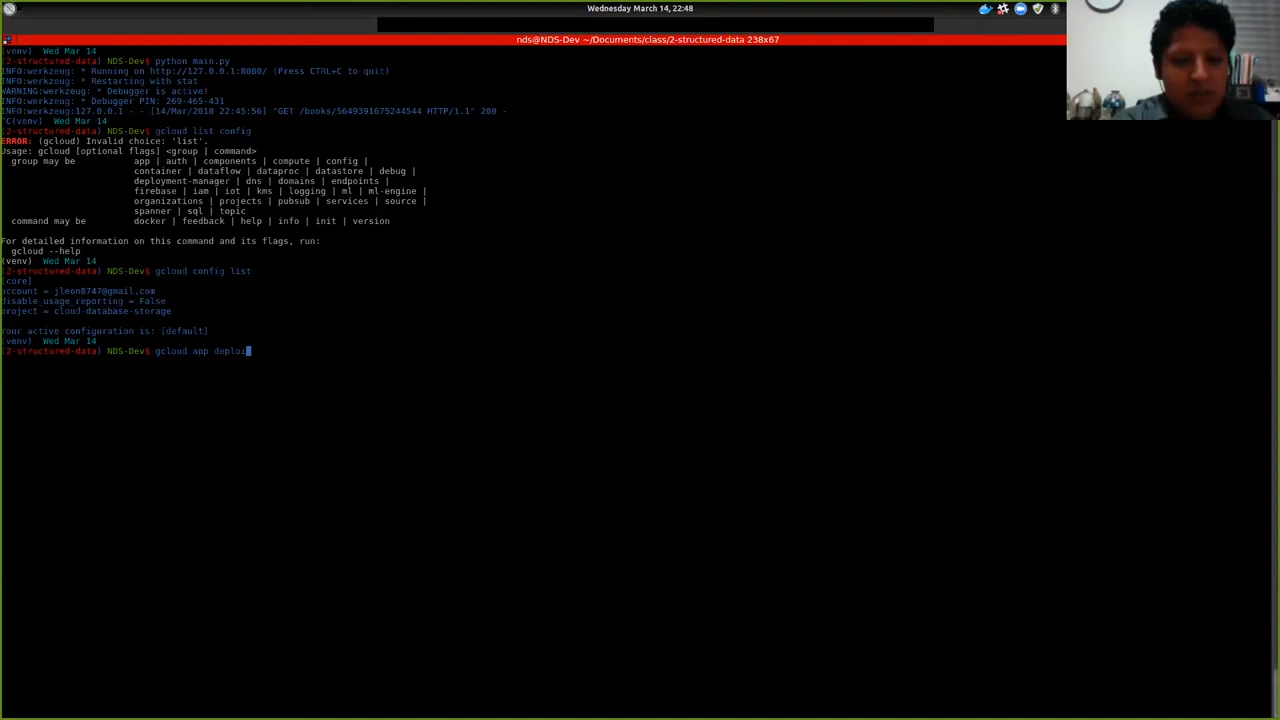 Wednesday March 14, 22:48
nds@NDS-Dev ~/Documents/class/2-structured-data 238x67
(venv)  Wed Mar 14
(2-structured-data) NDS-Dev$ python main.py
INFO:werkzeug: * Running on http://127.0.0.1:8080/ (Press CTRL+C to quit)
INFO:werkzeug: * Restarting with stat
WARNING:werkzeug: * Debugger is active!
INFO:werkzeug: * Debugger PIN: 269-465-431
INFO:werkzeug:127.0.0.1 - - [14/Mar/2018 22:45:56] "GET /books/5649391675244544 HTTP/1.1" 200 -
^C(venv)  Wed Mar 14
(2-structured-data) NDS-Dev$ gcloud list config
ERROR: (gcloud) Invalid choice: 'list'.
Usage: gcloud [optional flags] <group | command>
group may be           app | auth | components | compute | config |
container | dataflow | dataproc | datastore | debug |
deployment-manager | dns | domains | endpoints |
firebase | iam | iot | kms | logging | ml | ml-engine |
organizations | projects | pubsub | services | source |
spanner | sql | topic
command may be         docker | feedback | help | info | init | version
For detailed information on this command and its flags, run:
gcloud --help
(venv)  Wed Mar 14
(2-structured-data) NDS-Dev$ gcloud config list
[core]
account = jleon8747@gmail.com
disable_usage_reporting = False
project = cloud-database-storage
Your active configuration is: [default]
(venv)  Wed Mar 14
(2-structured-data) NDS-Dev$ gcloud app deploi